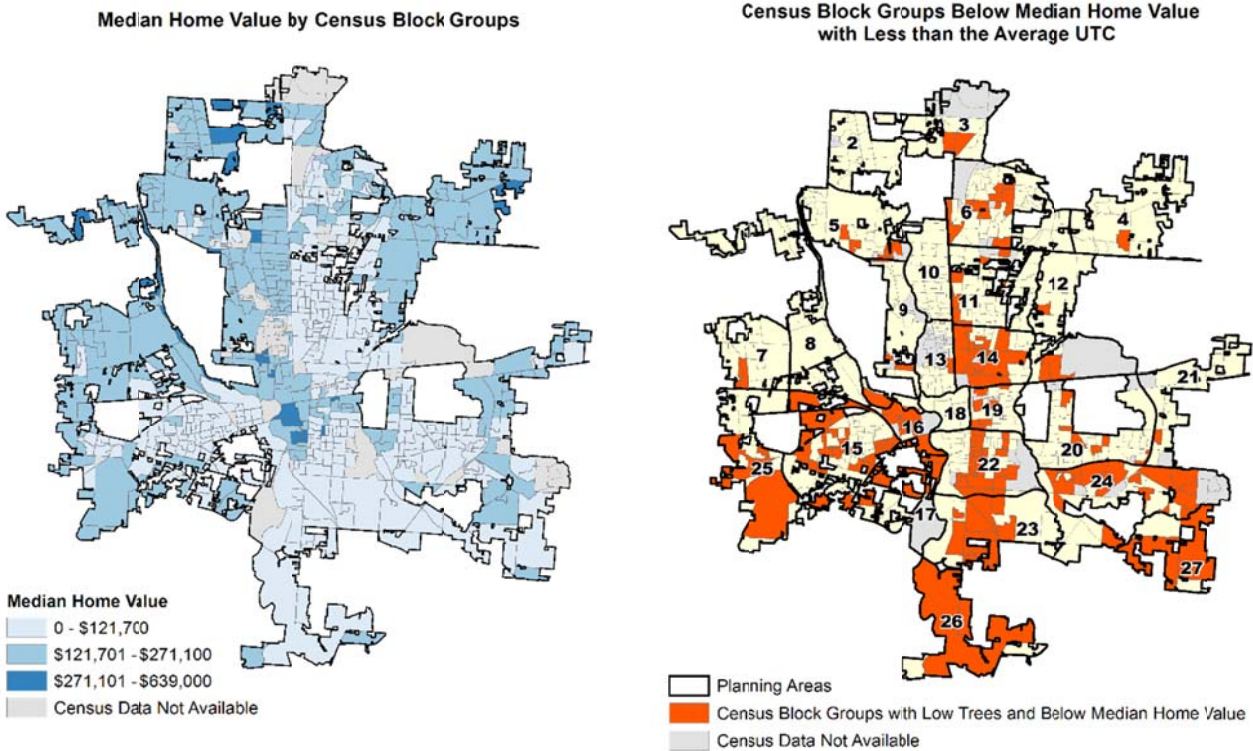 Median Home Value by Census Block Groups
Median Home Value
0 - $121,700
$121,701 - $271,100
$271,101 - $639,000
Census Data Not Available
Census Block Groups Below Median Home Value
with Less than the Average UTC
3
2
6
4
5
10
12
11
9
7
8
13
14
21
18
19
16
15
20
22
25
24
17
23
27
26
Planning Areas
Census Block Groups with Low Trees and Below Median Home Value
Census Data Not Available